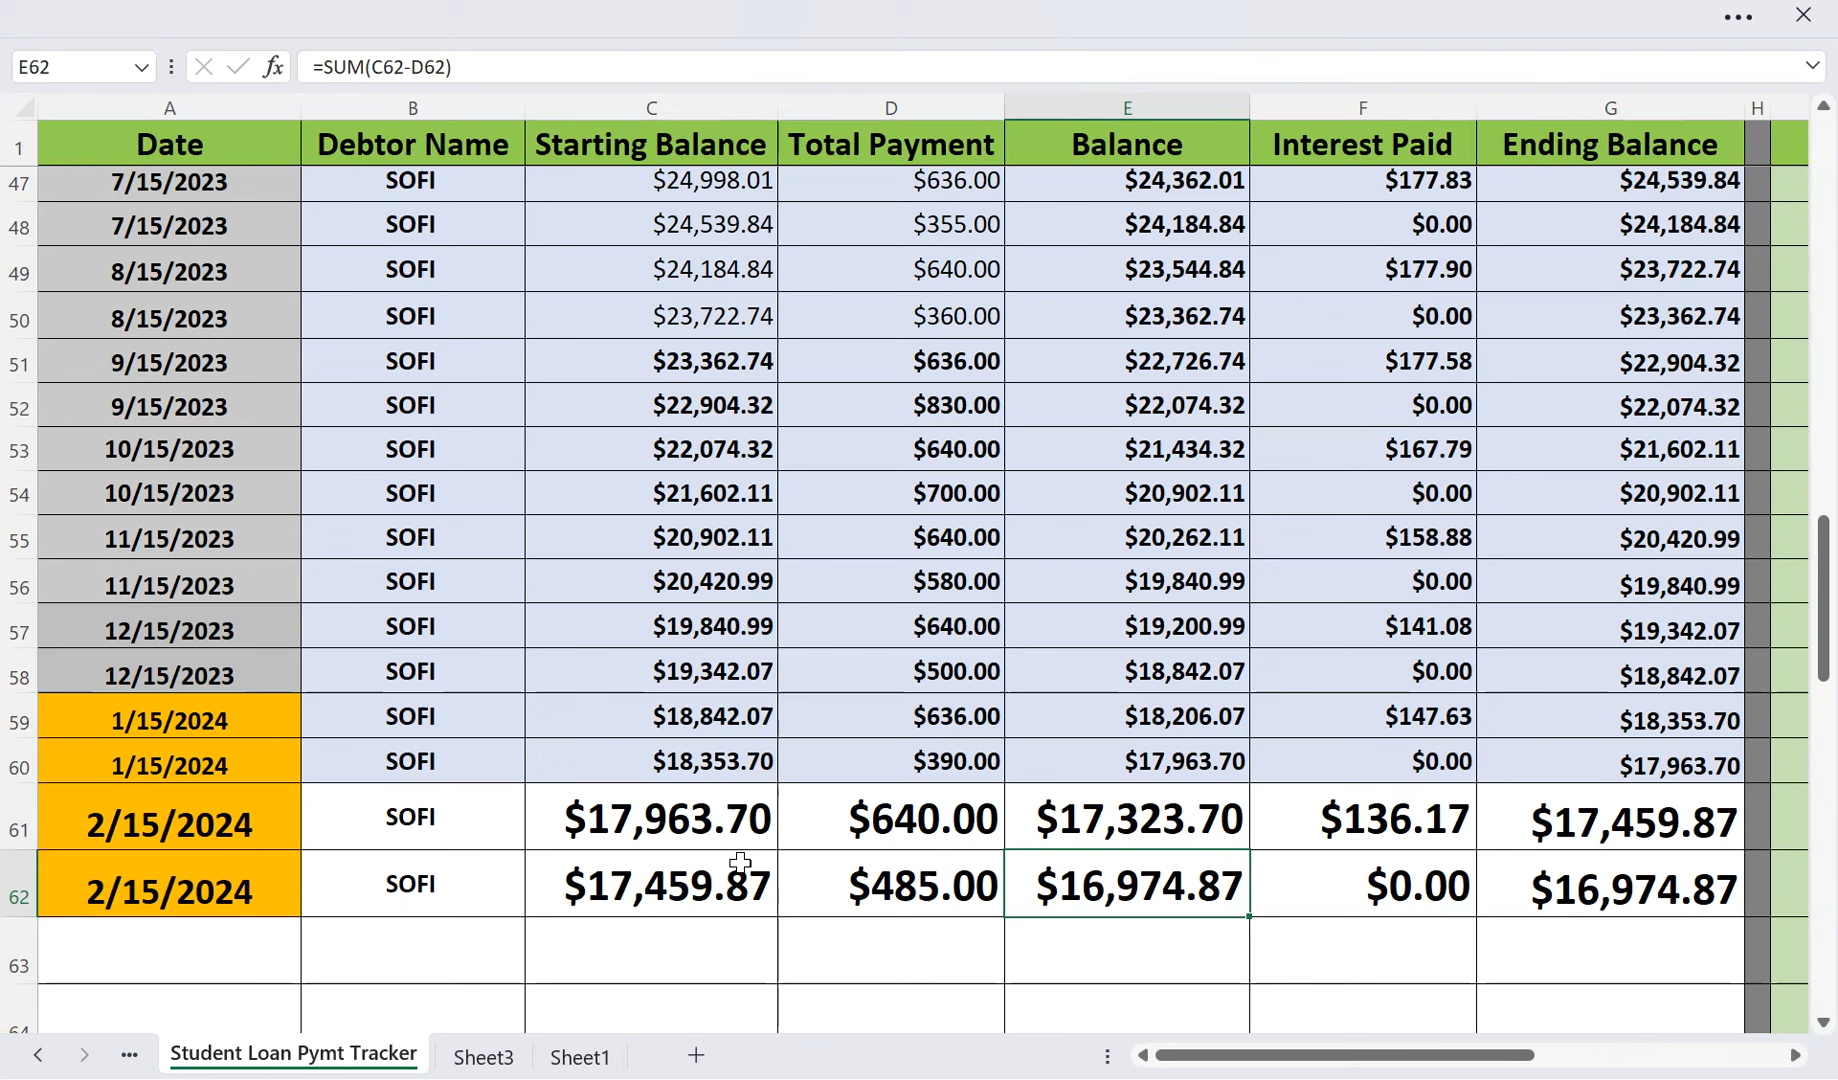 E62 fx =SUM(C62-D62)
A B C D E F G H
1 Date Debtor Name Starting Balance Total Payment Balance Interest Paid Ending Balance
47 7/15/2023 SOFI $24,998.01 $636.00 $24,362.01 $177.83 $24,539.84
48 7/15/2023 SOFI $24,539.84 $355.00 $24,184.84 $0.00 $24,184.84
49 8/15/2023 SOFI $24,184.84 $640.00 $23,544.84 $177.90 $23,722.74
50 8/15/2023 SOFI $23,722.74 $360.00 $23,362.74 $0.00 $23,362.74
51 9/15/2023 SOFI $23,362.74 $636.00 $22,726.74 $177.58 $22,904.32
52 9/15/2023 SOFI $22,904.32 $830.00 $22,074.32 $0.00 $22,074.32
53 10/15/2023 SOFI $22,074.32 $640.00 $21,434.32 $167.79 $21,602.11
54 10/15/2023 SOFI $21,602.11 $700.00 $20,902.11 $0.00 $20,902.11
55 11/15/2023 SOFI $20,902.11 $640.00 $20,262.11 $158.88 $20,420.99
56 11/15/2023 SOFI $20,420.99 $580.00 $19,840.99 $0.00 $19,840.99
57 12/15/2023 SOFI $19,840.99 $640.00 $19,200.99 $141.08 $19,342.07
58 12/15/2023 SOFI $19,342.07 $500.00 $18,842.07 $0.00 $18,842.07
59 1/15/2024 SOFI $18,842.07 $636.00 $18,206.07 $147.63 $18,353.70
60 1/15/2024 SOFI $18,353.70 $390.00 $17,963.70 $0.00 $17,963.70
61 2/15/2024 SOFI $17,963.70 $640.00 $17,323.70 $136.17 $17,459.87
62 2/15/2024 SOFI $17,459.87 $485.00 $16,974.87 $0.00 $16,974.87
63
64
Student Loan Pymt Tracker Sheet3 Sheet1